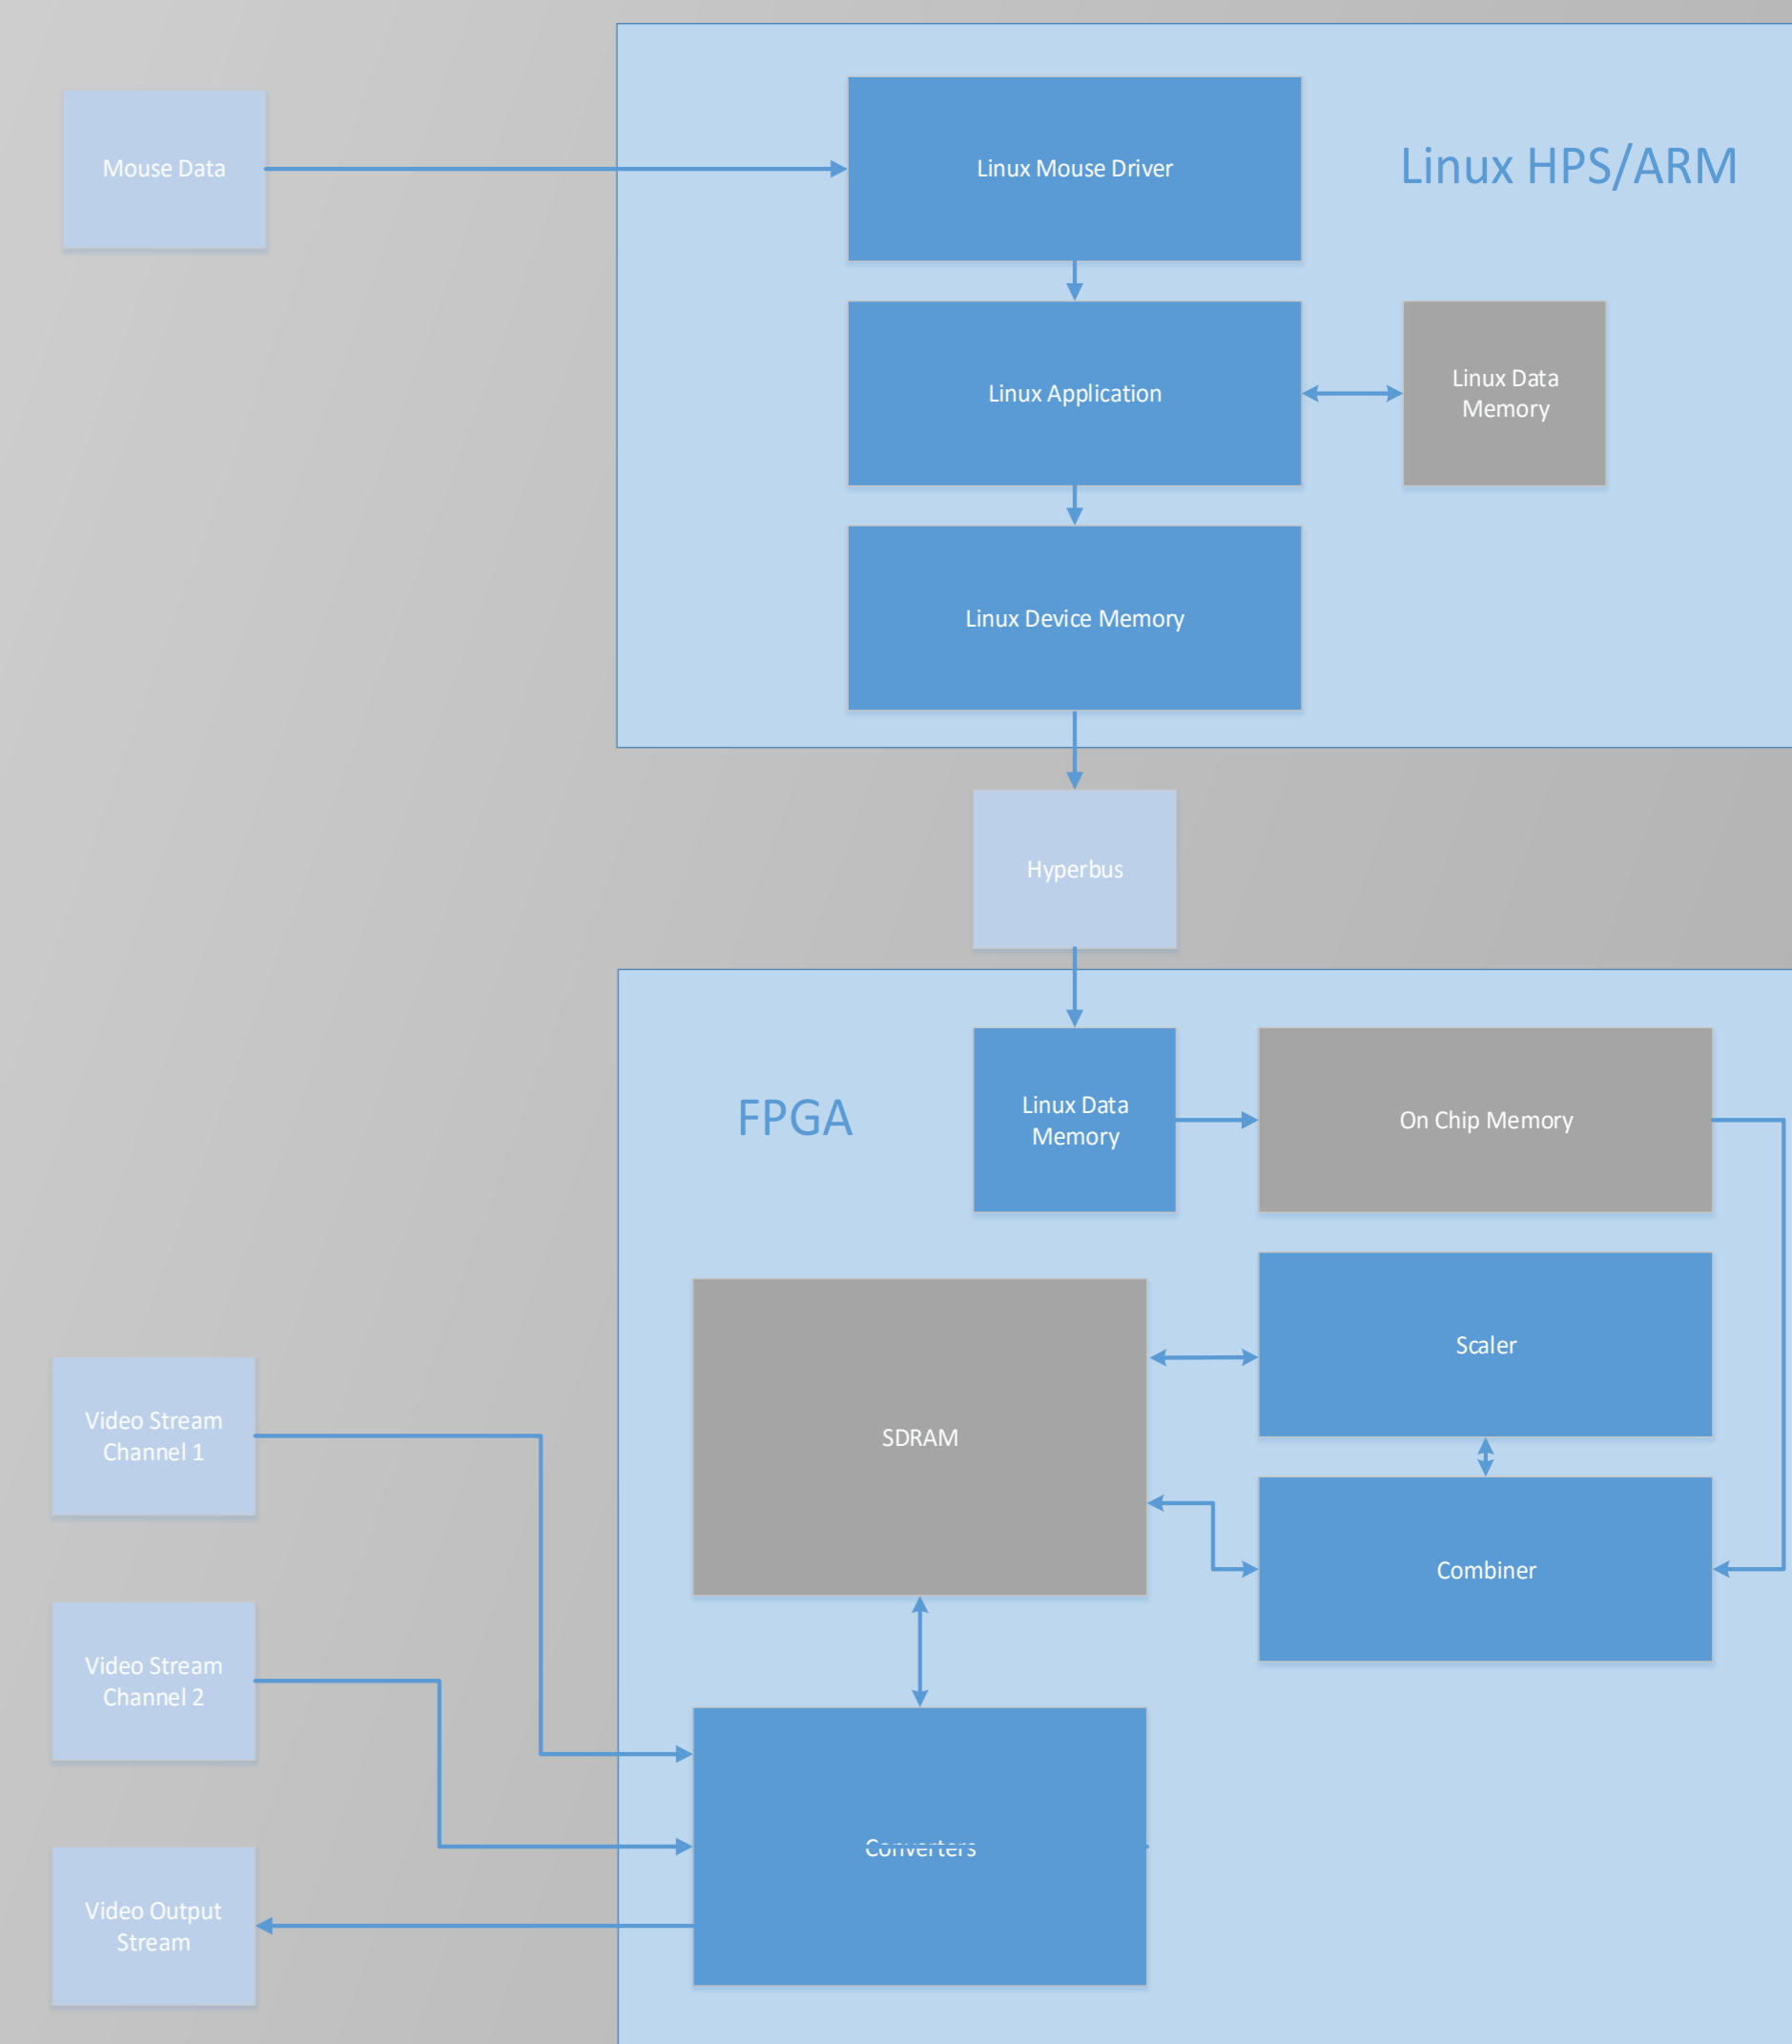 Mouse Data
Linux Mouse Driver
Linux HPS/ARM
Linux Application
Linux Data
Memory
Linux Device Memory
Hyperbus
FPGA
Linux Data
Memory
On Chip Memory
Scaler
SDRAM
Video Stream
Channel 1
Combiner
Video Stream
Channel 2
Converters
Video Output
Stream